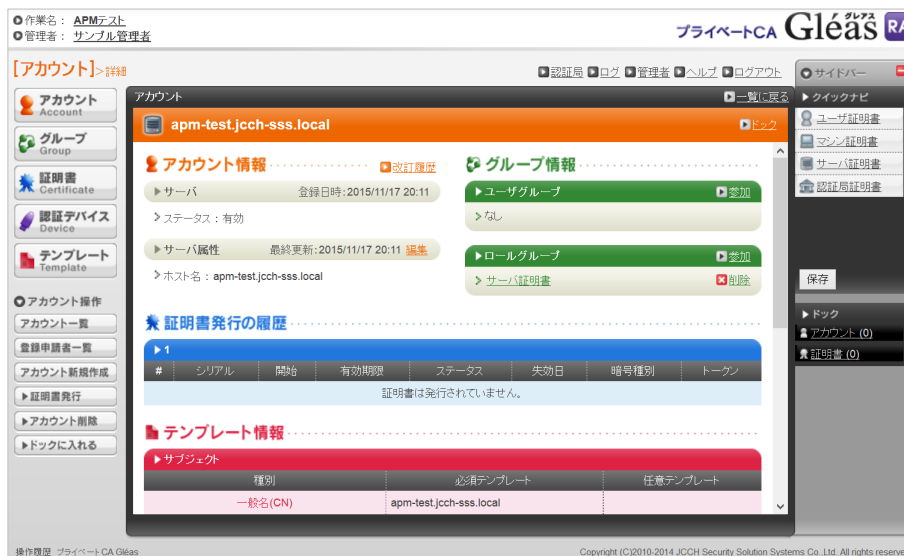 作業名： APMテスト
管理者： サンプル管理者
プライベートCA Gléas グレアス RA
[アカウント]>詳細
認証局 ログ 管理者 ヘルプ ログアウト
アカウント
Account
グループ
Group
証明書
Certificate
認証デバイス
Device
テンプレート
Template
アカウント操作
アカウント一覧
登録申請者一覧
アカウント新規作成
証明書発行
アカウント削除
ドックに入れる
アカウント 一覧に戻る
apm-test.jcch-sss.local ドック
アカウント情報 改訂履歴
サーバ 登録日時：2015/11/17 20:11
ステータス：有効
サーバ属性 最終更新：2015/11/17 20:11 編集
ホスト名：apm-test.jcch-sss.local
グループ情報
ユーザグループ 参加
なし
ロールグループ 参加
サーバ証明書 削除
証明書発行の履歴
1
# シリアル 開始 有効期限 ステータス 失効日 暗号種別 トークン
証明書は発行されていません。
テンプレート情報
サブジェクト
種別 必須テンプレート 任意テンプレート
一般名(CN) apm-test.jcch-sss.local
サイドバー
クイックナビ
ユーザ証明書
マシン証明書
サーバ証明書
認証局証明書
保存
ドック
アカウント (0)
証明書 (0)
操作履歴 プライベートCA Gléas
Copyright (C)2010-2014 JCCH Security Solution Systems Co.,Ltd. All rights reserve